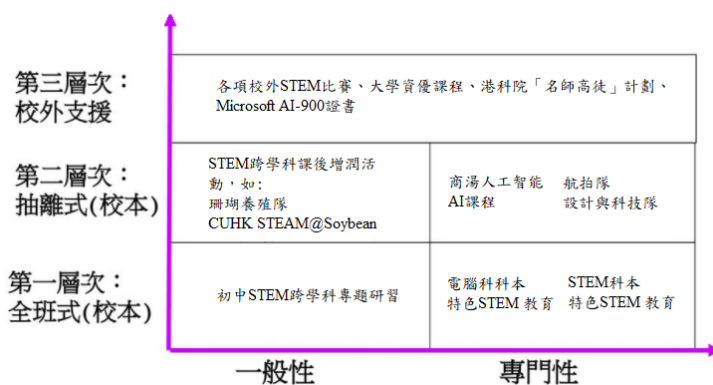 第三層次：
校外支援
各項校外STEM比賽、大學資優課程、港科院「名師高徒」計劃、
Microsoft AI-900證書
第二層次：
抽離式(校本)
STEM跨學科課後增潤活
動，如:
珊瑚養殖隊
CUHK STEAM@Soybean
商湯人工智能
AI課程
航拍隊
設計與科技隊
第一層次：
全班式(校本)
初中STEM跨學科專題研習
電腦科科本
特色STEM 教育
STEM科本
特色STEM 教育
一般性
專門性